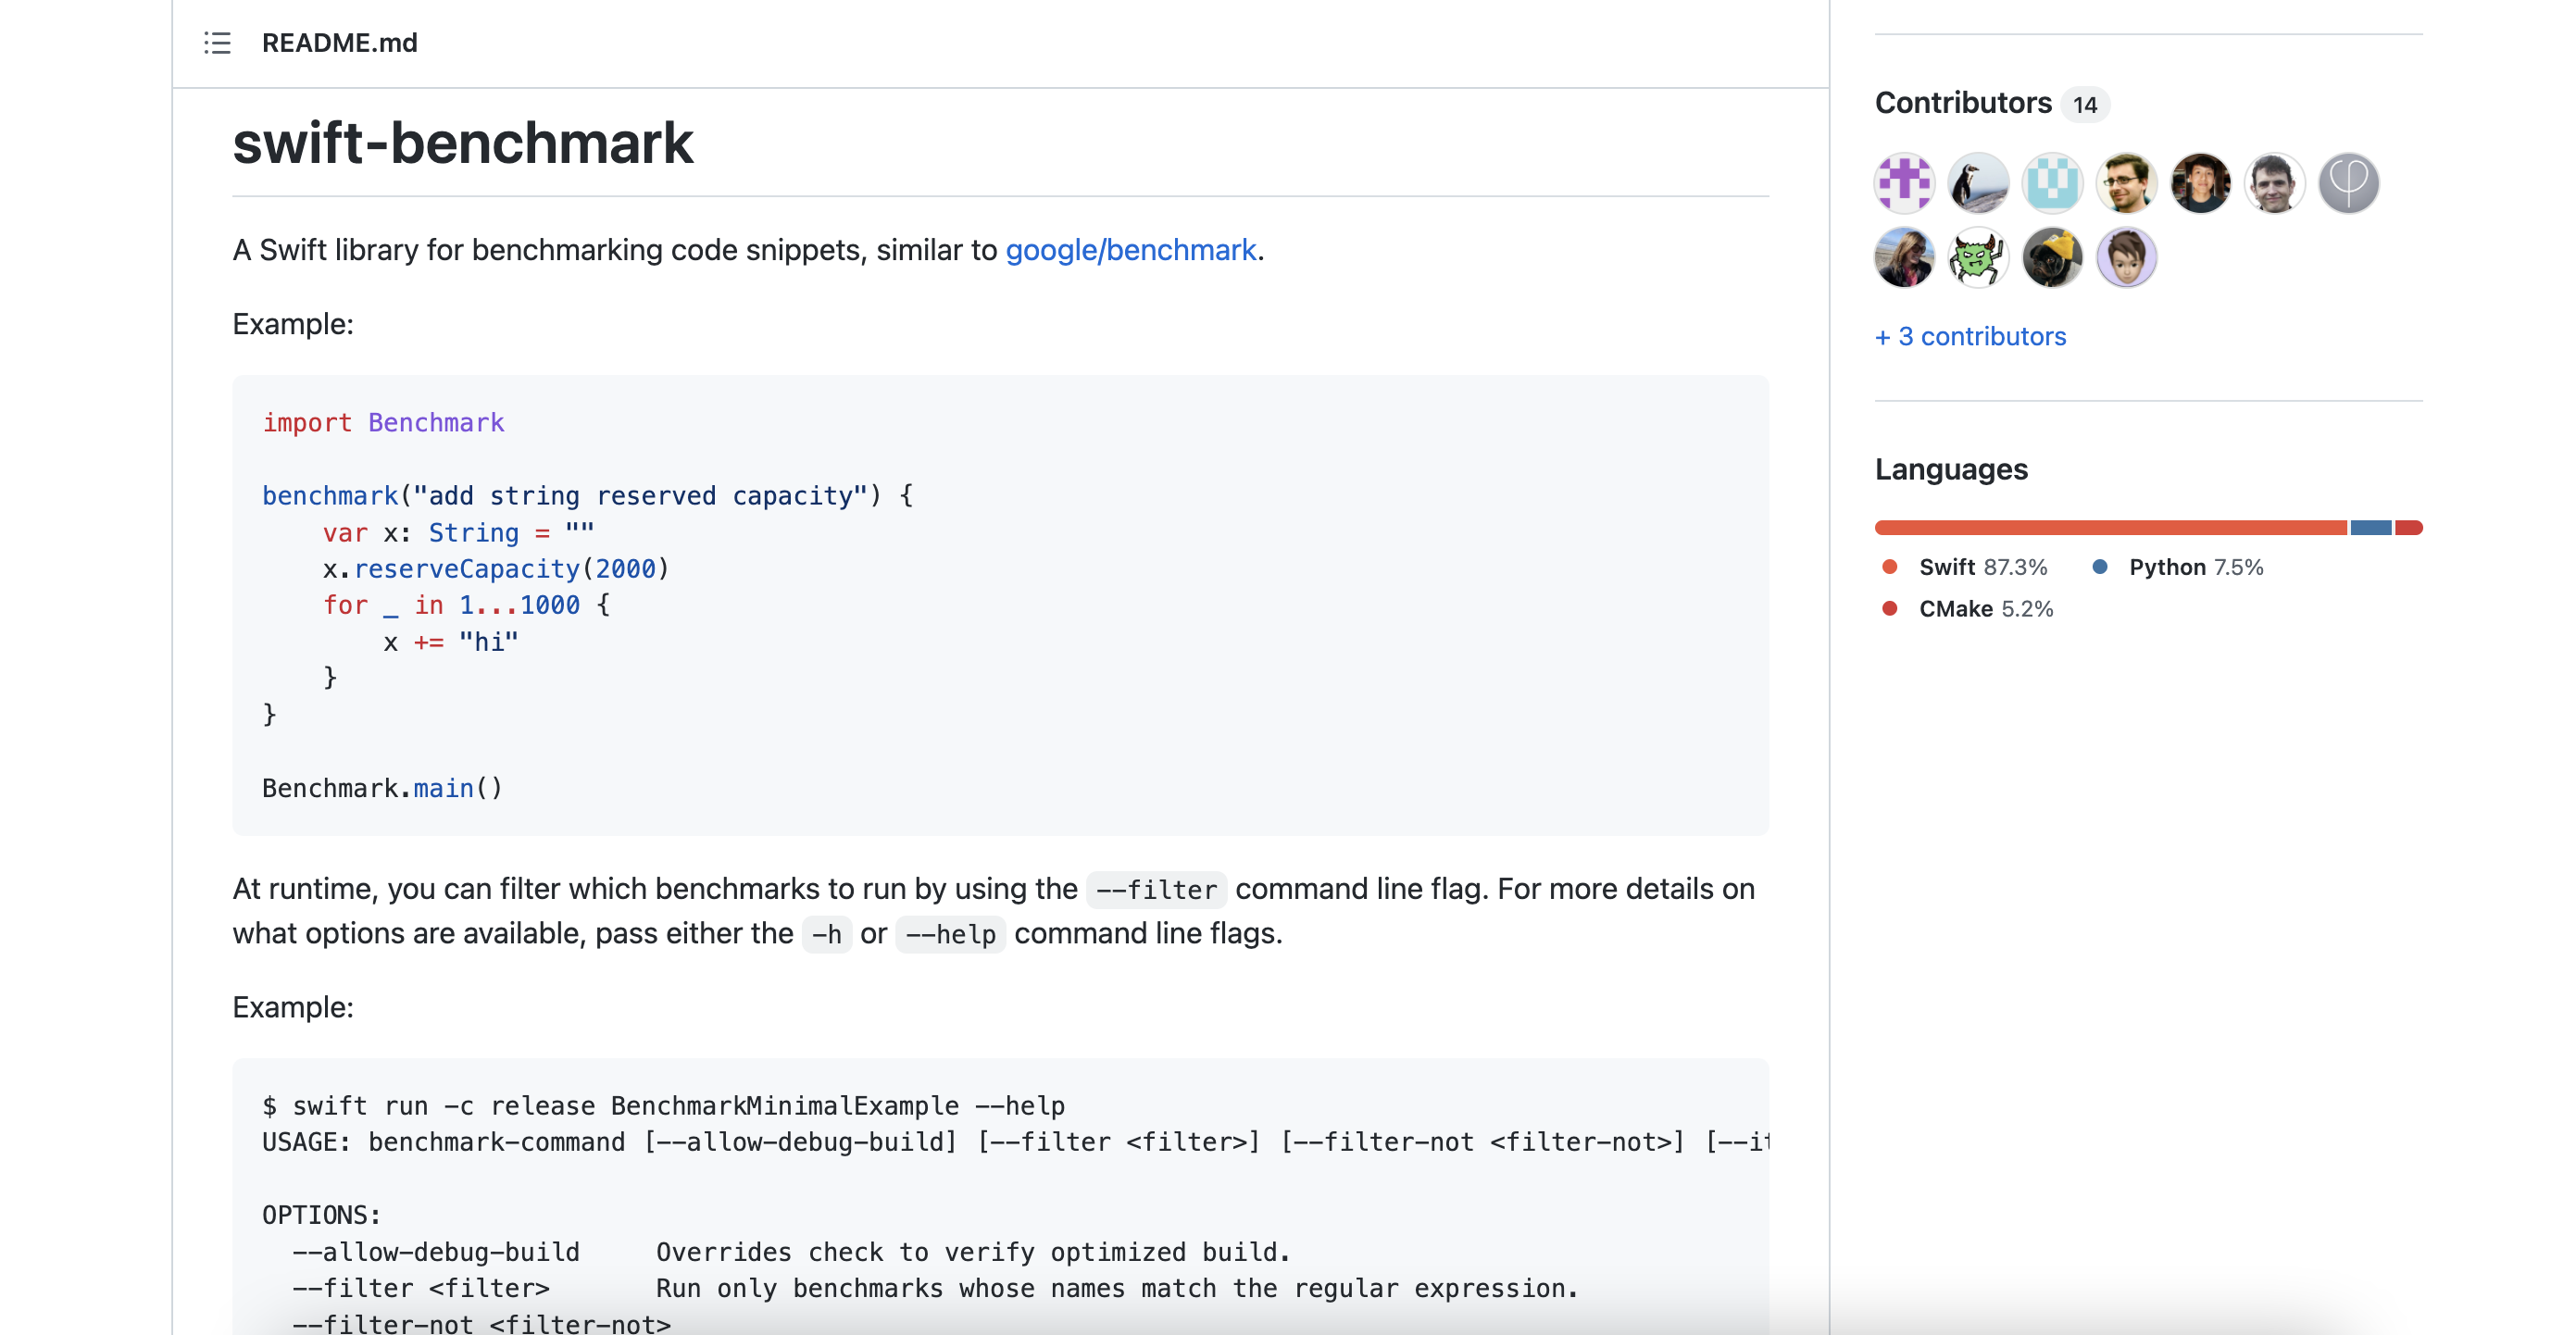 README.md
swift-benchmark
A Swift library for benchmarking code snippets, similar to google/benchmark.
Example:
import Benchmark
benchmark("add string reserved capacity") {
    var x: String = ""
    x.reserveCapacity(2000)
    for _ in 1...1000 {
        x += "hi"
    }
}
Benchmark.main()
At runtime, you can filter which benchmarks to run by using the --filter command line flag. For more details on
what options are available, pass either the -h or --help command line flags.
Example:
$ swift run -c release BenchmarkMinimalExample --help
USAGE: benchmark-command [--allow-debug-build] [--filter <filter>] [--filter-not <filter-not>] [--it
OPTIONS:
  --allow-debug-build     Overrides check to verify optimized build.
  --filter <filter>       Run only benchmarks whose names match the regular expression.
  --filter-not <filter-not>
Contributors 14
+ 3 contributors
Languages
Swift 87.3% Python 7.5%
CMake 5.2%